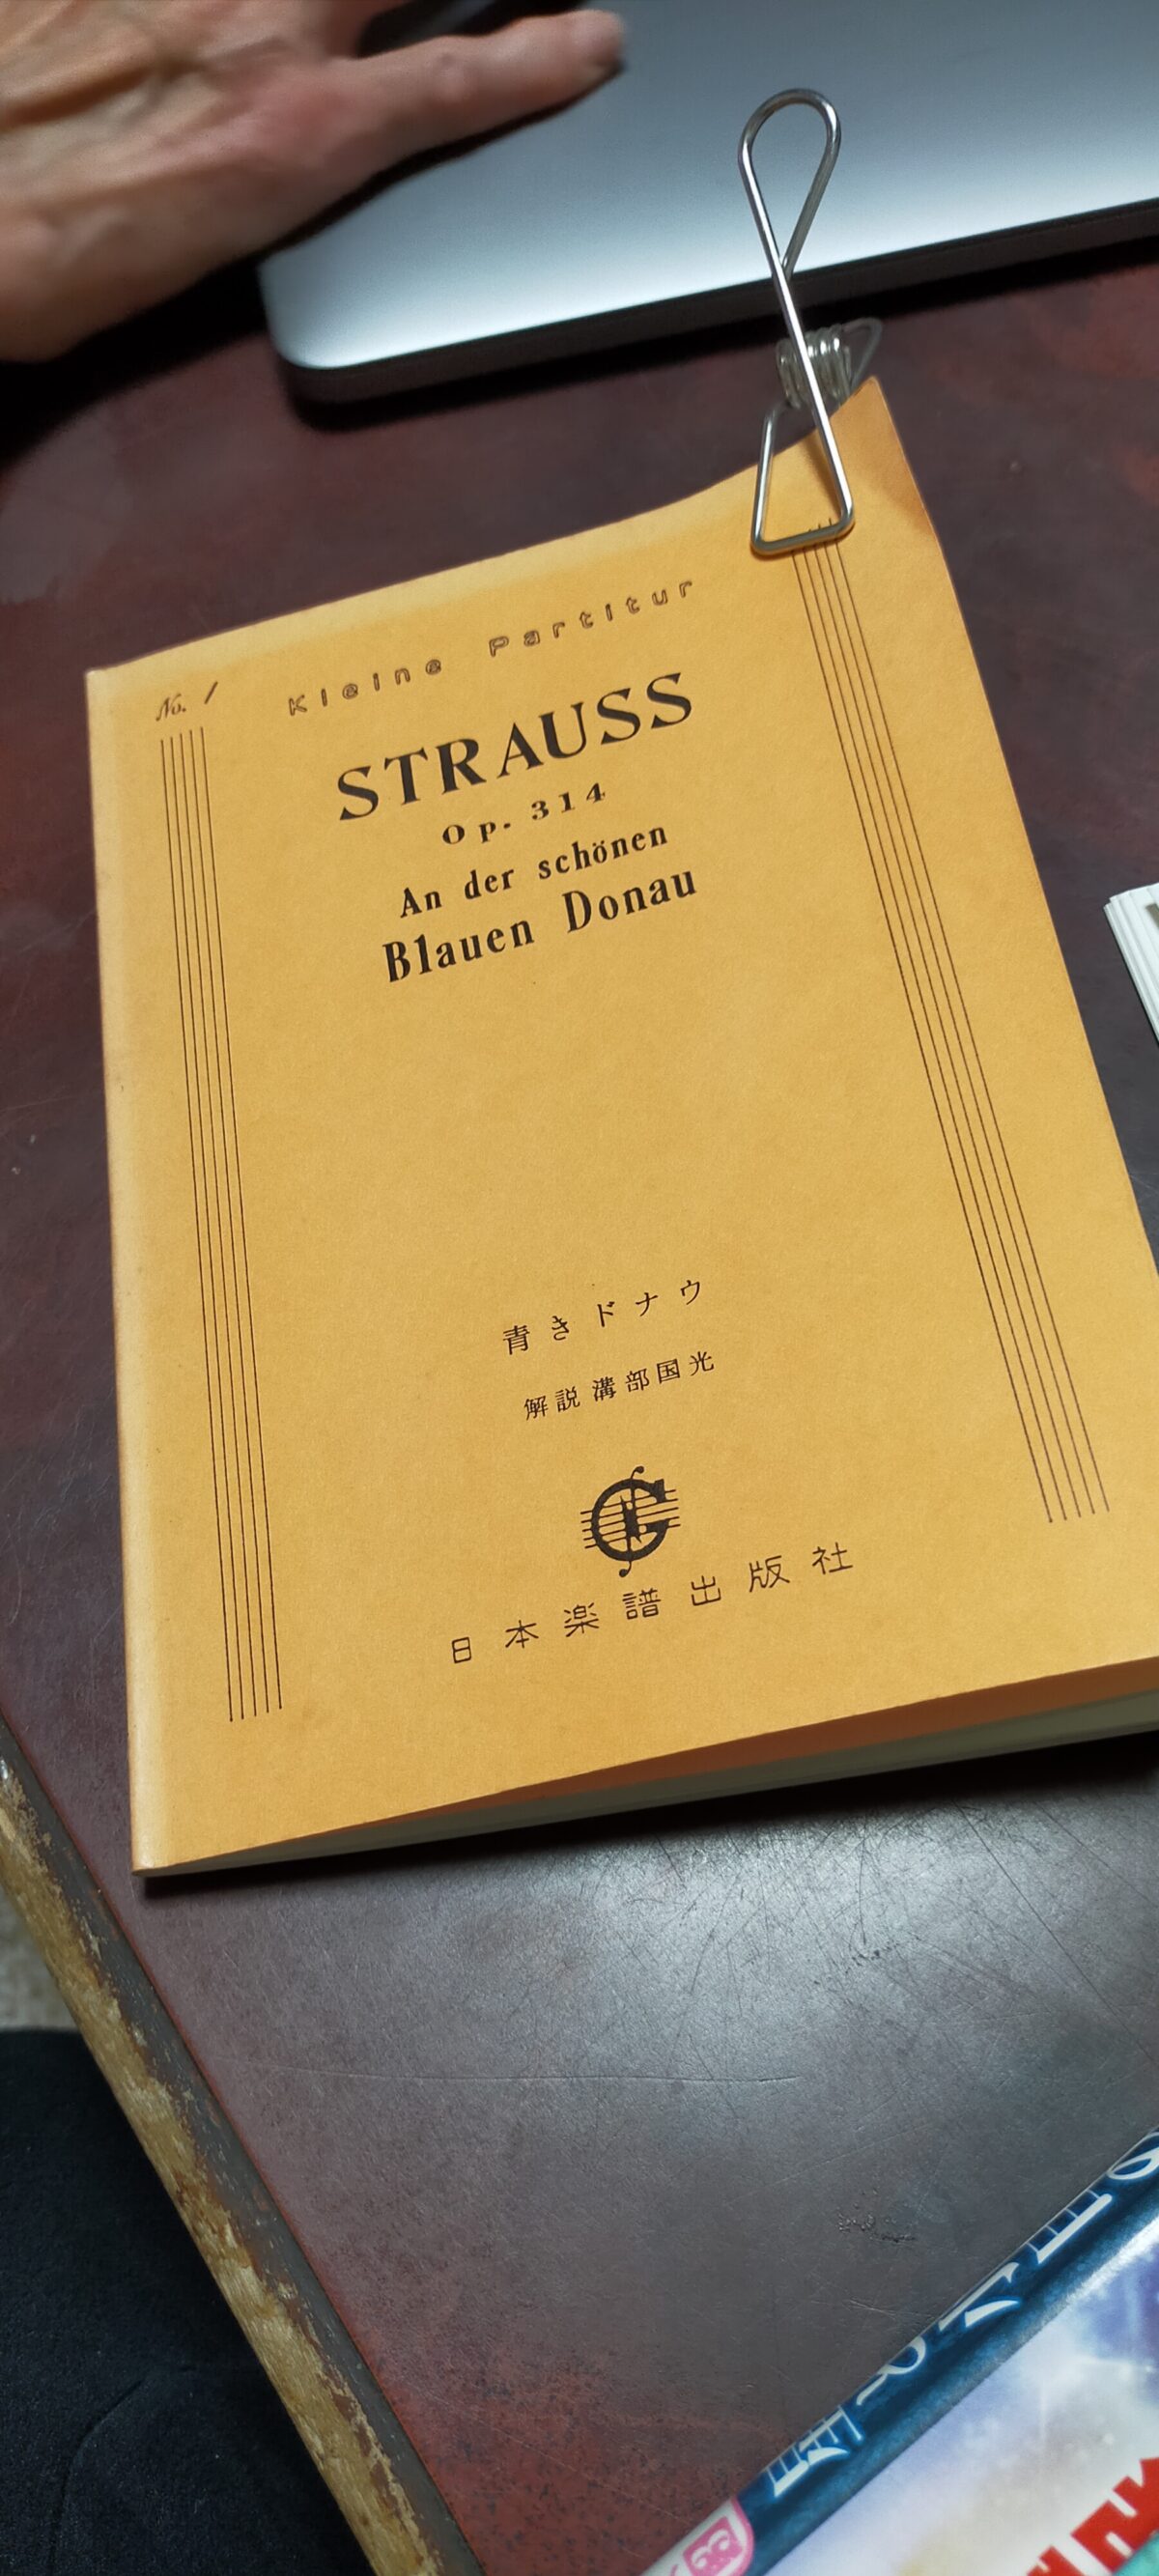 No. 1
Kleine Partitur
STRAUSS
Op. 314
An der schönen
Blauen Donau
青きドナウ
解説 溝部国光
日本楽譜出版社